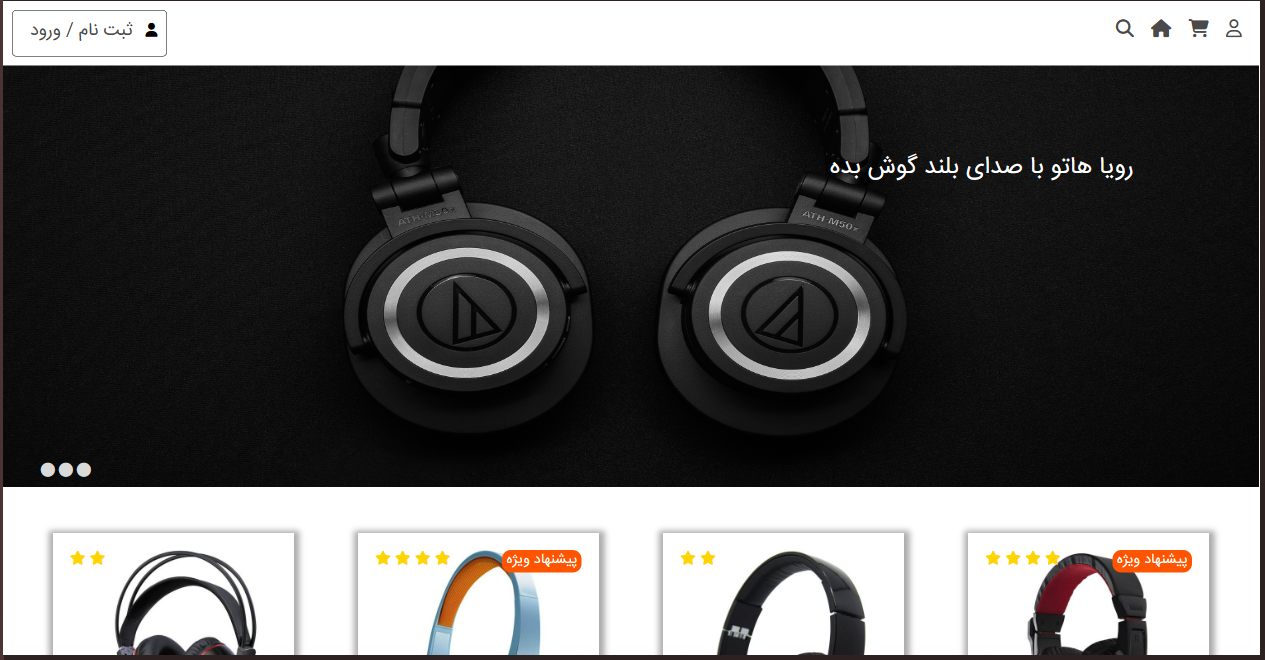 ثبت نام / ورود
رویا هاتو با صدای بلند گوش بده
ATH-M50x
ATH-M50x
پیشنهاد ویژه
پیشنهاد ویژه